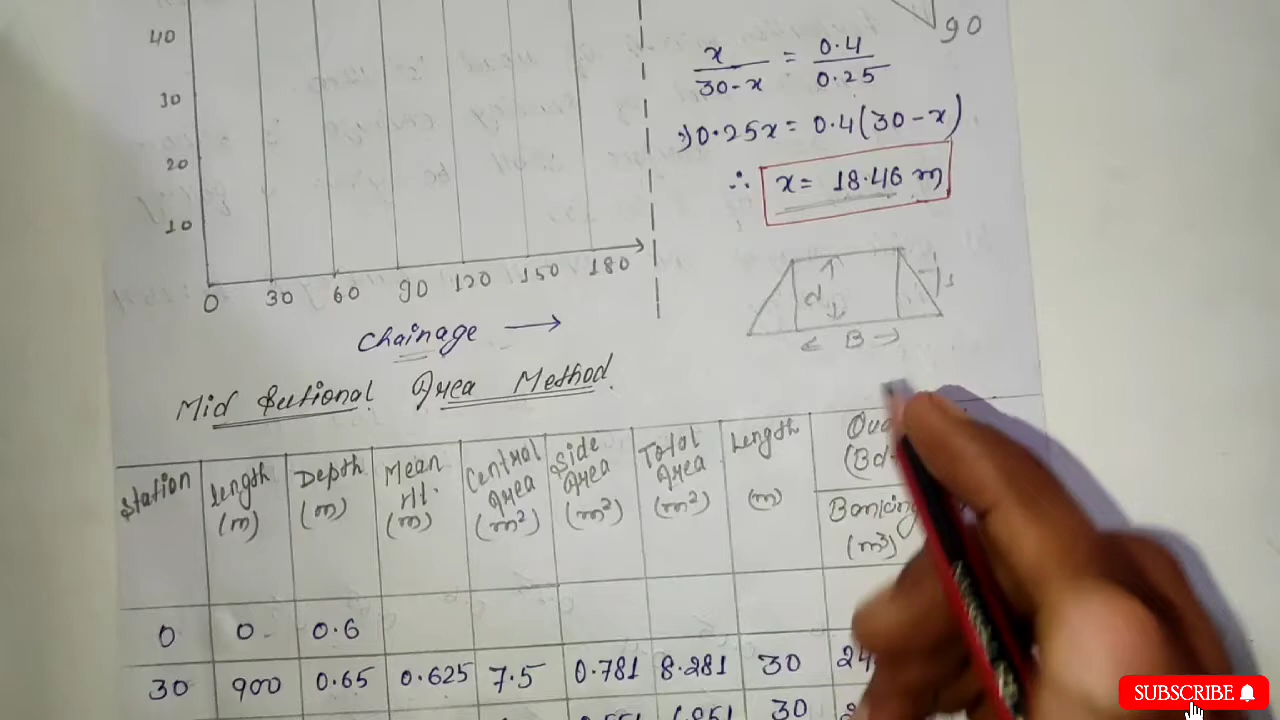 40
30
20
10
0 30 60 90 120 150 180
Chainage
90
x / 30-x = 0.4 / 0.25
0.25x = 0.4(30-x)
∴ x = 18.46 m
d
B
Mid Sectional Area Method.
Station
Length (m)
Depth (m)
Mean Ht. (m)
Central Area (m²)
Side Area (m²)
Total Area (m²)
Length (m)
(Bd
Banking (m³)
0 0 0.6
30 900 0.65 0.625 7.5 0.781 8.281 30 24
30
SUBSCRIBE